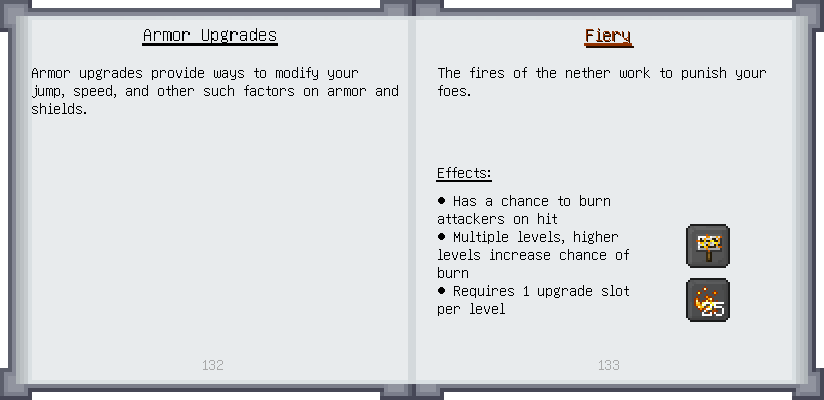 Armor Upgrades
Armor upgrades provide ways to modify your
jump, speed, and other such factors on armor and
shields.
132
Fiery
The fires of the nether work to punish your
foes.
Effects:
• Has a chance to burn
attackers on hit
• Multiple levels, higher
levels increase chance of
burn
• Requires 1 upgrade slot
per level
25
133